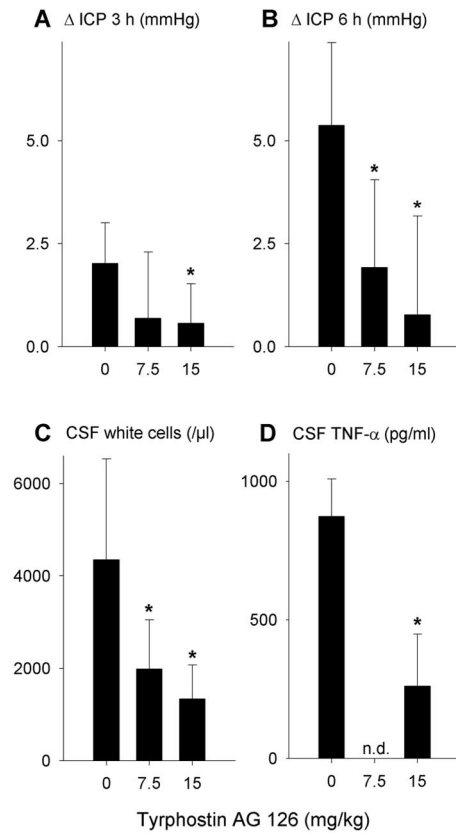 A Δ ICP 3 h (mmHg)
5.0
2.5
0.0
*
0 7.5 15
B Δ ICP 6 h (mmHg)
5.0
2.5
0.0
*
*
0 7.5 15
C CSF white cells (/µl)
6000
4000
2000
0
*
*
0 7.5 15
D CSF TNF-α (pg/ml)
1000
500
0
*
n.d.
0 7.5 15
Tyrphostin AG 126 (mg/kg)